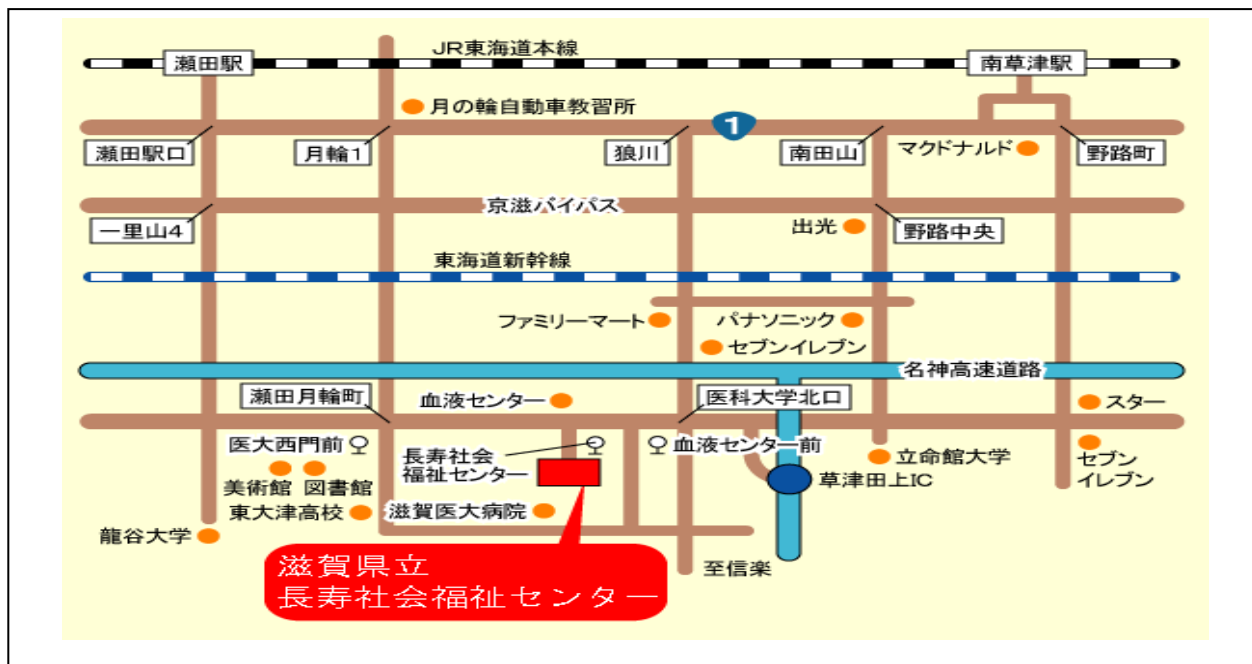 JR東海道本線
瀬田駅
南草津駅
月の輪自動車教習所
1
瀬田駅口
月輪1
狼川
南田山
マクドナルド
野路町
京滋バイパス
一里山4
出光
野路中央
東海道新幹線
ファミリーマート
パナソニック
セブンイレブン
名神高速道路
瀬田月輪町
血液センター
医科大学北口
スター
医大西門前
長寿社会
福祉センター
血液センター前
立命館大学
セブン
イレブン
美術館
図書館
草津田上IC
東大津高校
滋賀医大病院
龍谷大学
至信楽
滋賀県立
長寿社会福祉センター